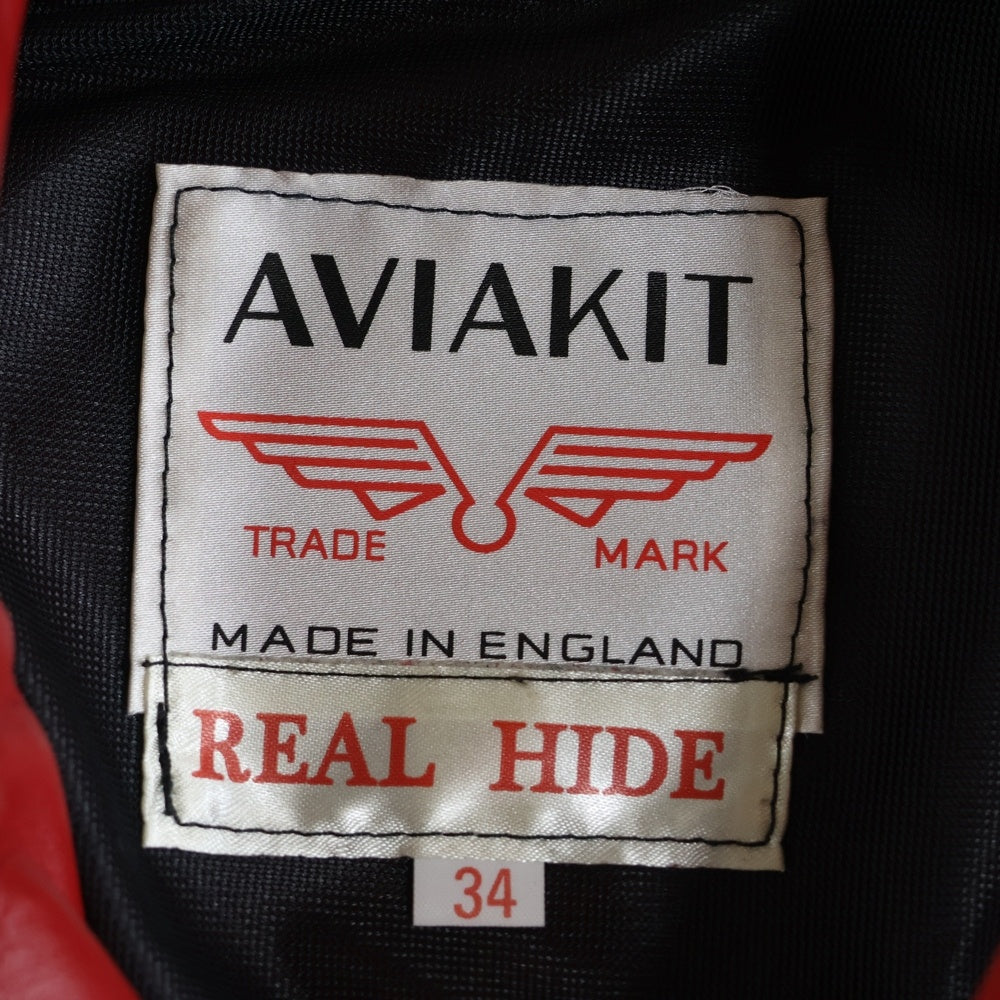 AVIAKIT
TRADE MARK
MADE IN ENGLAND
REAL HIDE
34